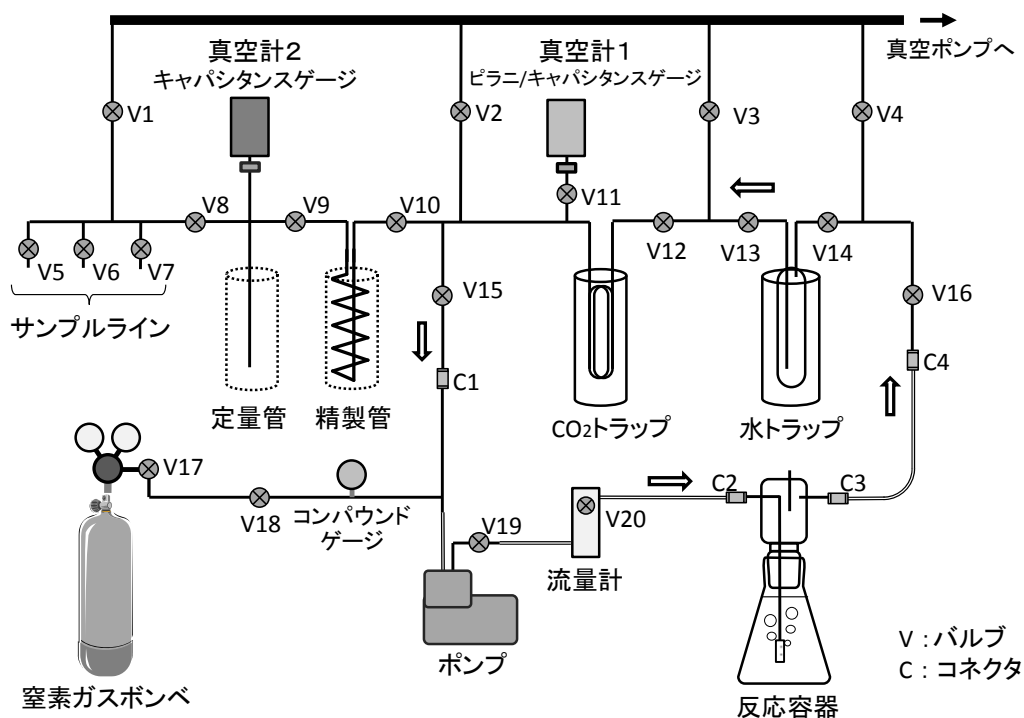 真空ポンプへ
真空計2
キャパシタンスゲージ
真空計1
ピラニ/キャパシタンスゲージ
V1
V2
V3
V4
V8
V9
V10
V11
V12
V13
V14
V5
V6
V7
サンプルライン
V15
V16
C1
C4
定量管
精製管
CO2トラップ
水トラップ
V17
V18
コンパウンド
ゲージ
V19
V20
C2
C3
流量計
ポンプ
窒素ガスボンベ
反応容器
V：バルブ
C：コネクタ